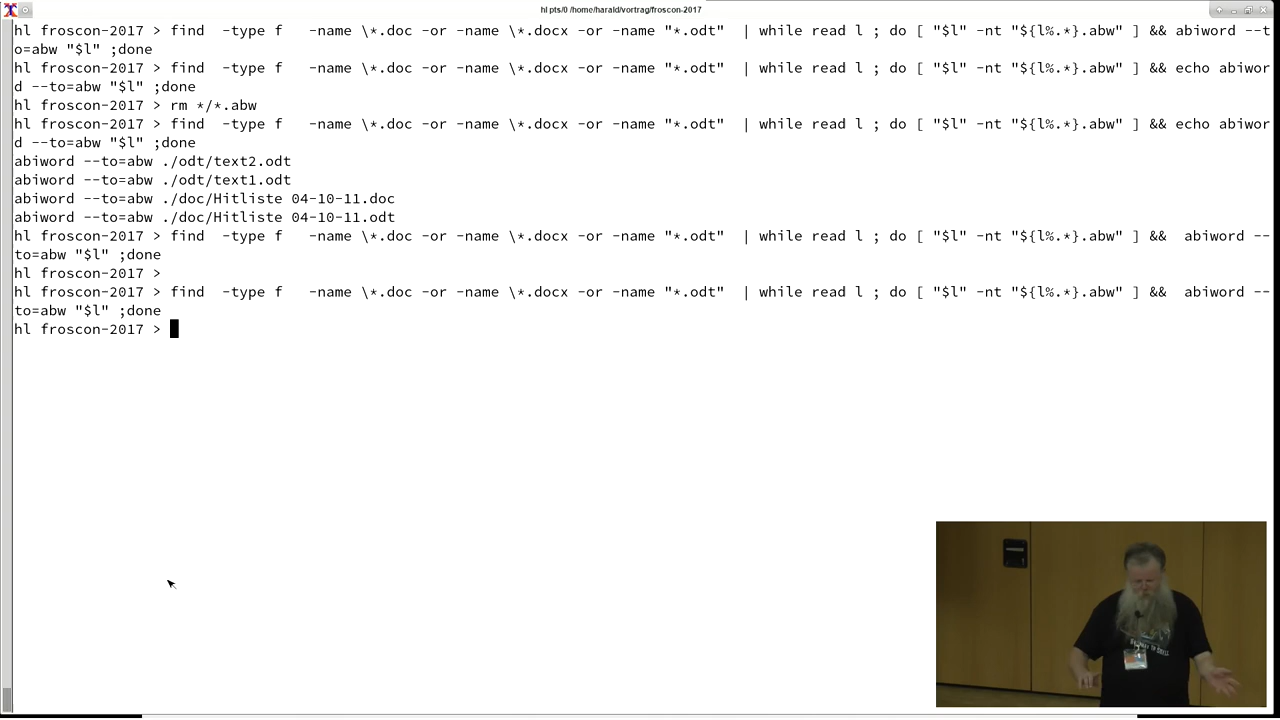 hl pts/0 /home/harald/vortrag/froscon-2017
hl froscon-2017 > find  -type f   -name \*.doc -or -name \*.docx -or -name "*.odt"  | while read l ; do [ "$l" -nt "${l%.*}.abw" ] && abiword --t
o=abw "$l" ;done
hl froscon-2017 > find  -type f   -name \*.doc -or -name \*.docx -or -name "*.odt"  | while read l ; do [ "$l" -nt "${l%.*}.abw" ] && echo abiwor
d --to=abw "$l" ;done
hl froscon-2017 > rm */*.abw
hl froscon-2017 > find  -type f   -name \*.doc -or -name \*.docx -or -name "*.odt"  | while read l ; do [ "$l" -nt "${l%.*}.abw" ] && echo abiwor
d --to=abw "$l" ;done
abiword --to=abw ./odt/text2.odt
abiword --to=abw ./odt/text1.odt
abiword --to=abw ./doc/Hitliste 04-10-11.doc
abiword --to=abw ./doc/Hitliste 04-10-11.odt
hl froscon-2017 > find  -type f   -name \*.doc -or -name \*.docx -or -name "*.odt"  | while read l ; do [ "$l" -nt "${l%.*}.abw" ] &&  abiword --
to=abw "$l" ;done
hl froscon-2017 >
hl froscon-2017 > find  -type f   -name \*.doc -or -name \*.docx -or -name "*.odt"  | while read l ; do [ "$l" -nt "${l%.*}.abw" ] &&  abiword --
to=abw "$l" ;done
hl froscon-2017 >